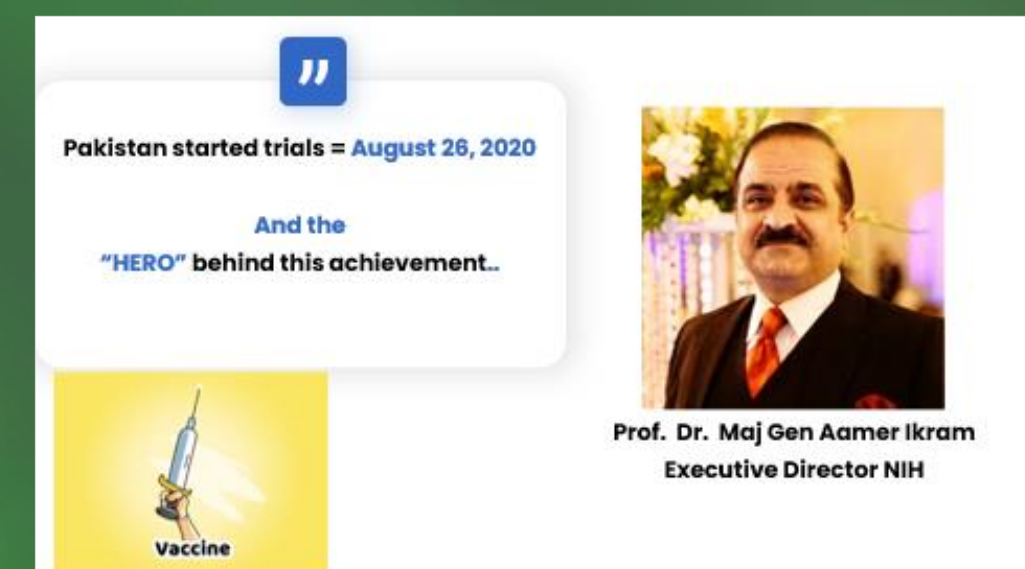 ”
Pakistan started trials = August 26, 2020
And the
“HERO” behind this achievement..
Prof. Dr. Maj Gen Aamer Ikram
Executive Director NIH
Vaccine